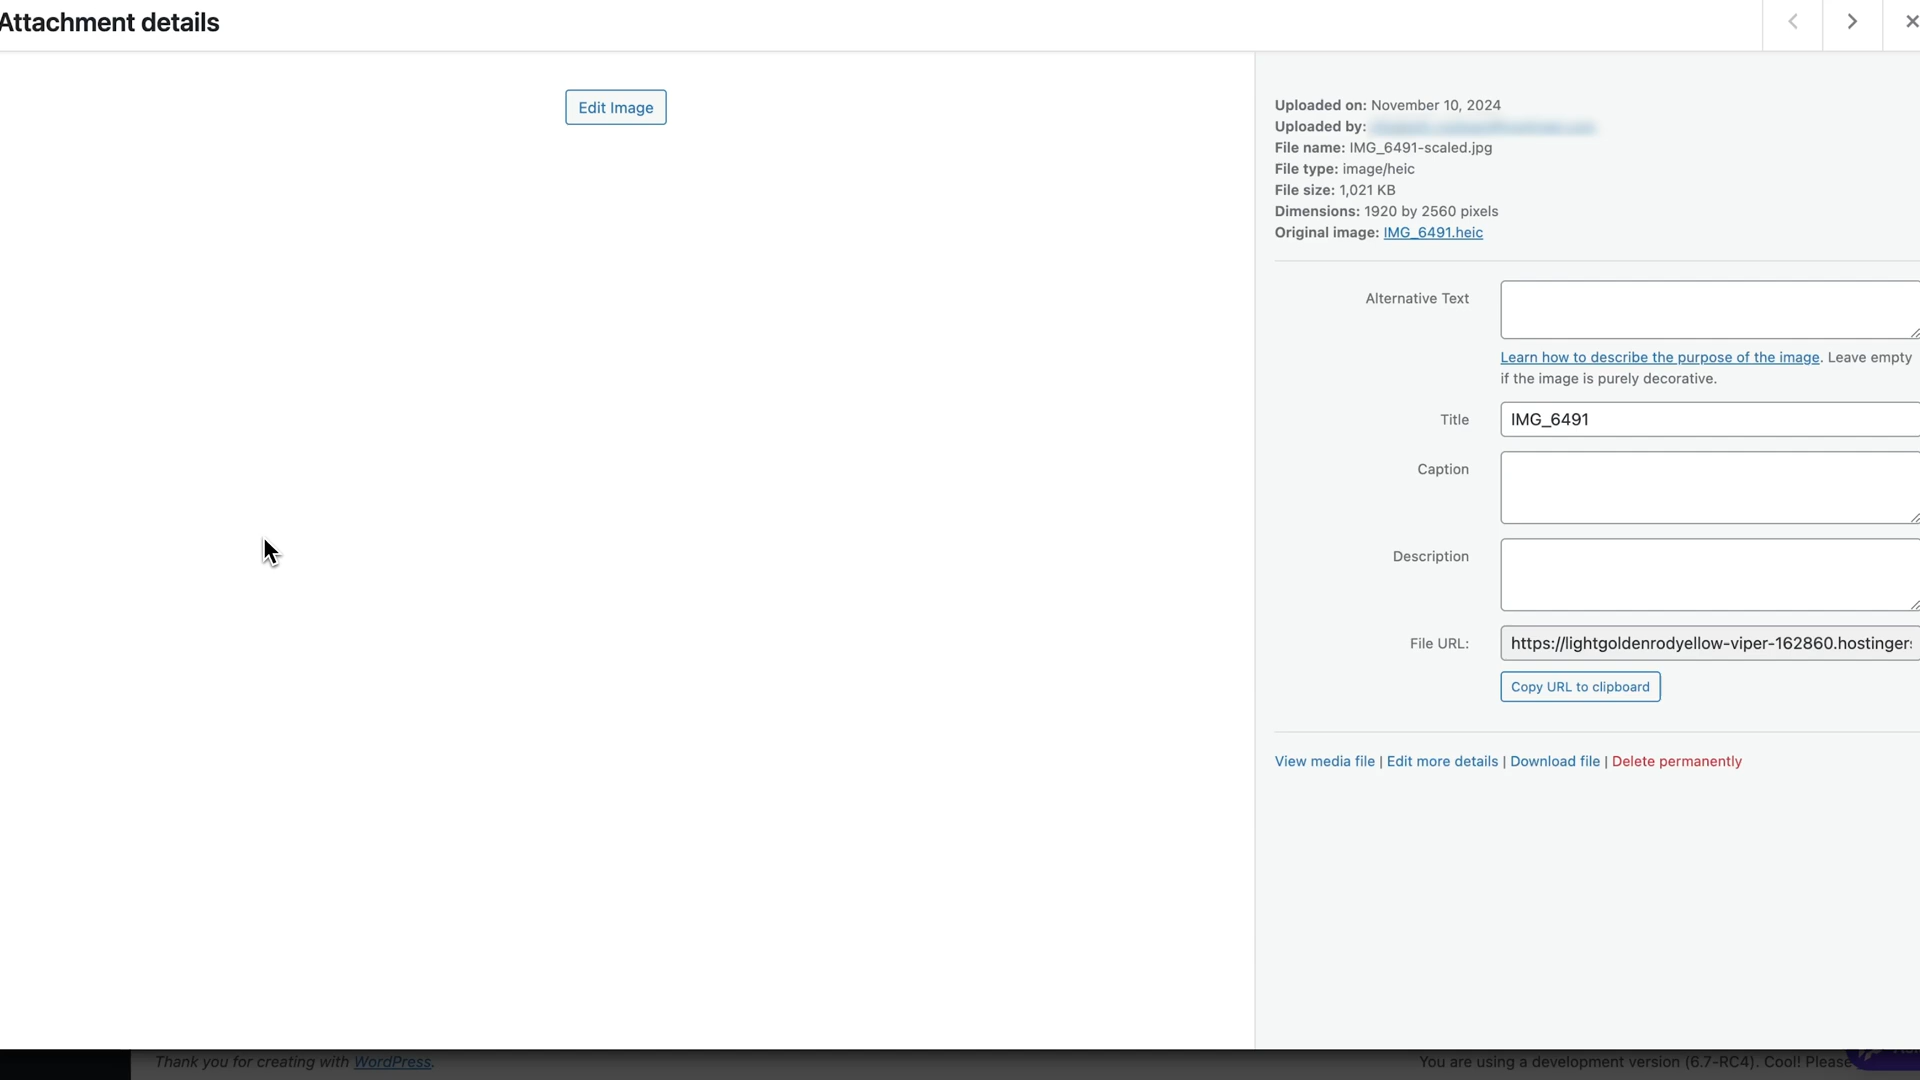 Attachment details
Edit Image
Uploaded on: November 10, 2024
Uploaded by:
File name: IMG_6491-scaled.jpg
File type: image/heic
File size: 1,021 KB
Dimensions: 1920 by 2560 pixels
Original image: IMG_6491.heic
Alternative Text
Learn how to describe the purpose of the image. Leave empty
if the image is purely decorative.
Title IMG_6491
Caption
Description
File URL: https://lightgoldenrodyellow-viper-162860.hostinger
Copy URL to clipboard
View media file | Edit more details | Download file | Delete permanently
Thank you for creating with WordPress. You are using a development version (6.7-RC4). Cool! Please